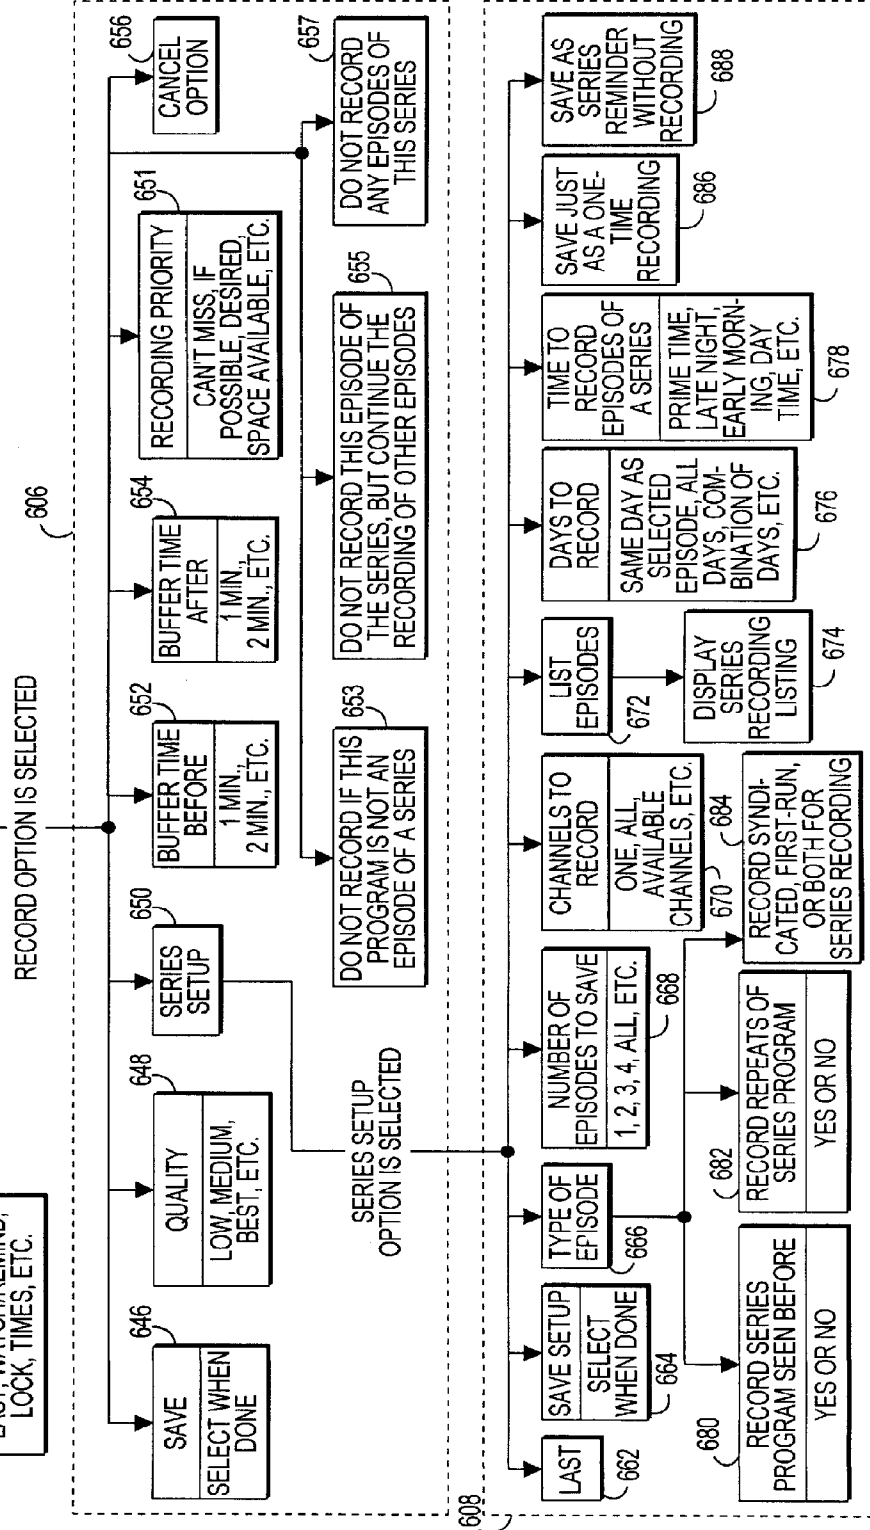 LOCK, TIMES, ETC.
RECORD OPTION IS SELECTED
606
646
SAVE
SELECT WHEN
DONE
648
QUALITY
LOW, MEDIUM,
BEST, ETC.
650
SERIES
SETUP
652
BUFFER TIME
BEFORE
1 MIN.,
2 MIN., ETC.
654
BUFFER TIME
AFTER
1 MIN.,
2 MIN., ETC.
651
RECORDING PRIORITY
CAN'T MISS, IF
POSSIBLE, DESIRED,
SPACE AVAILABLE, ETC.
656
CANCEL
OPTION
653
DO NOT RECORD IF THIS
PROGRAM IS NOT AN
EPISODE OF A SERIES
655
DO NOT RECORD THIS EPISODE OF
THE SERIES, BUT CONTINUE THE
RECORDING OF OTHER EPISODES
657
DO NOT RECORD
ANY EPISODES OF
THIS SERIES
SERIES SETUP
OPTION IS SELECTED
608
LAST
662
SAVE SETUP
SELECT
WHEN DONE
664
TYPE OF
EPISODE
666
NUMBER OF
EPISODES TO SAVE
1, 2, 3, 4, ALL, ETC.
668
CHANNELS TO
RECORD
ONE, ALL,
AVAILABLE
CHANNELS, ETC.
670
LIST
EPISODES
672
DISPLAY
SERIES
RECORDING
LISTING
674
DAYS TO
RECORD
SAME DAY AS
SELECTED
EPISODE, ALL
DAYS, COM-
BINATION OF
DAYS, ETC.
676
TIME TO
RECORD
EPISODES OF
A SERIES
PRIME TIME,
LATE NIGHT,
EARLY MORN-
ING, DAY
TIME, ETC.
678
SAVE JUST
AS A ONE-
TIME
RECORDING
686
SAVE AS
SERIES
REMINDER
WITHOUT
RECORDING
688
680
RECORD SERIES
PROGRAM SEEN BEFORE
YES OR NO
682
RECORD REPEATS OF
SERIES PROGRAM
YES OR NO
684
RECORD SYNDI-
CATED, FIRST-RUN,
OR BOTH FOR
SERIES RECORDING